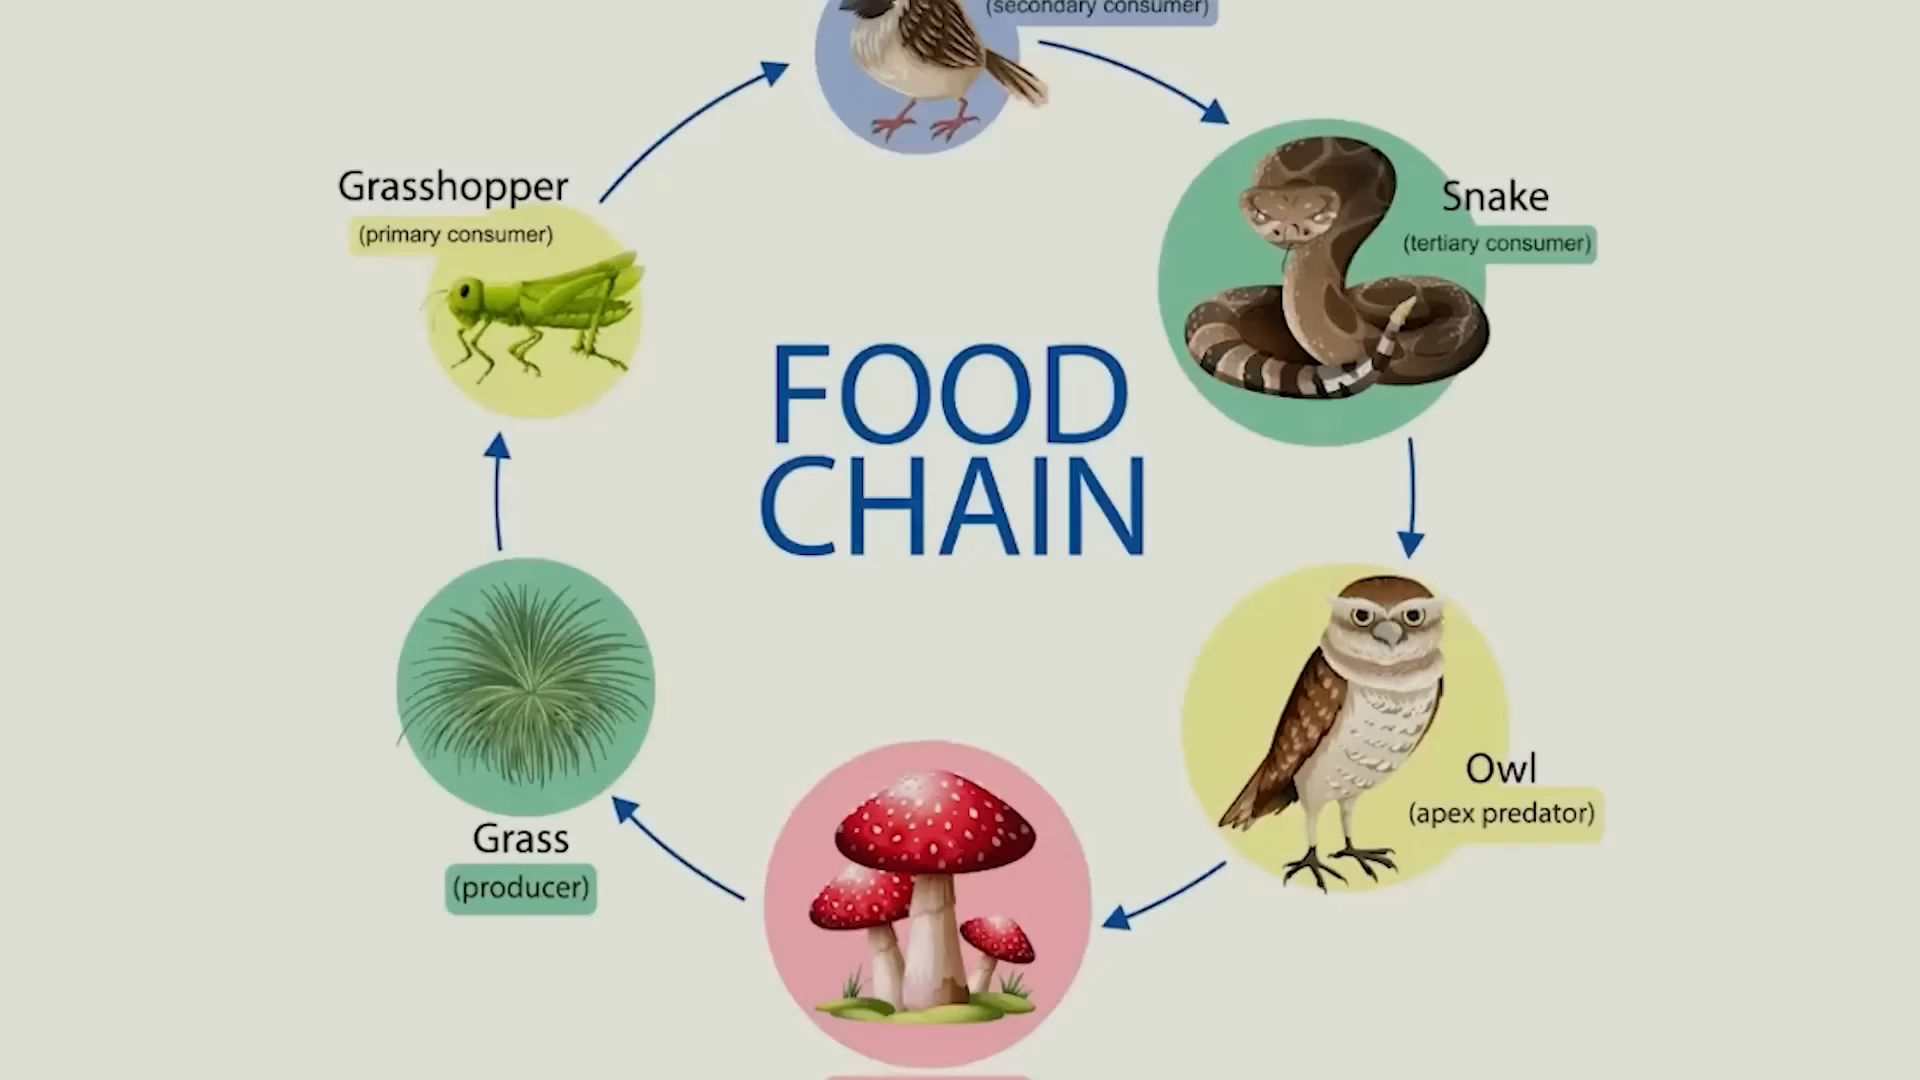 (secondary consumer)
Grasshopper
(primary consumer)
Snake
(tertiary consumer)
FOOD
CHAIN
Owl
(apex predator)
Grass
(producer)